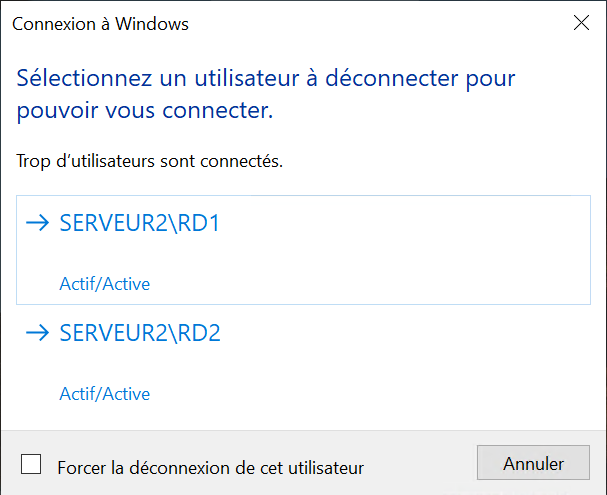 Connexion à Windows
Sélectionnez un utilisateur à déconnecter pour
pouvoir vous connecter.
Trop d'utilisateurs sont connectés.
SERVEUR2\RD1
Actif/Active
SERVEUR2\RD2
Actif/Active
Forcer la déconnexion de cet utilisateur
Annuler